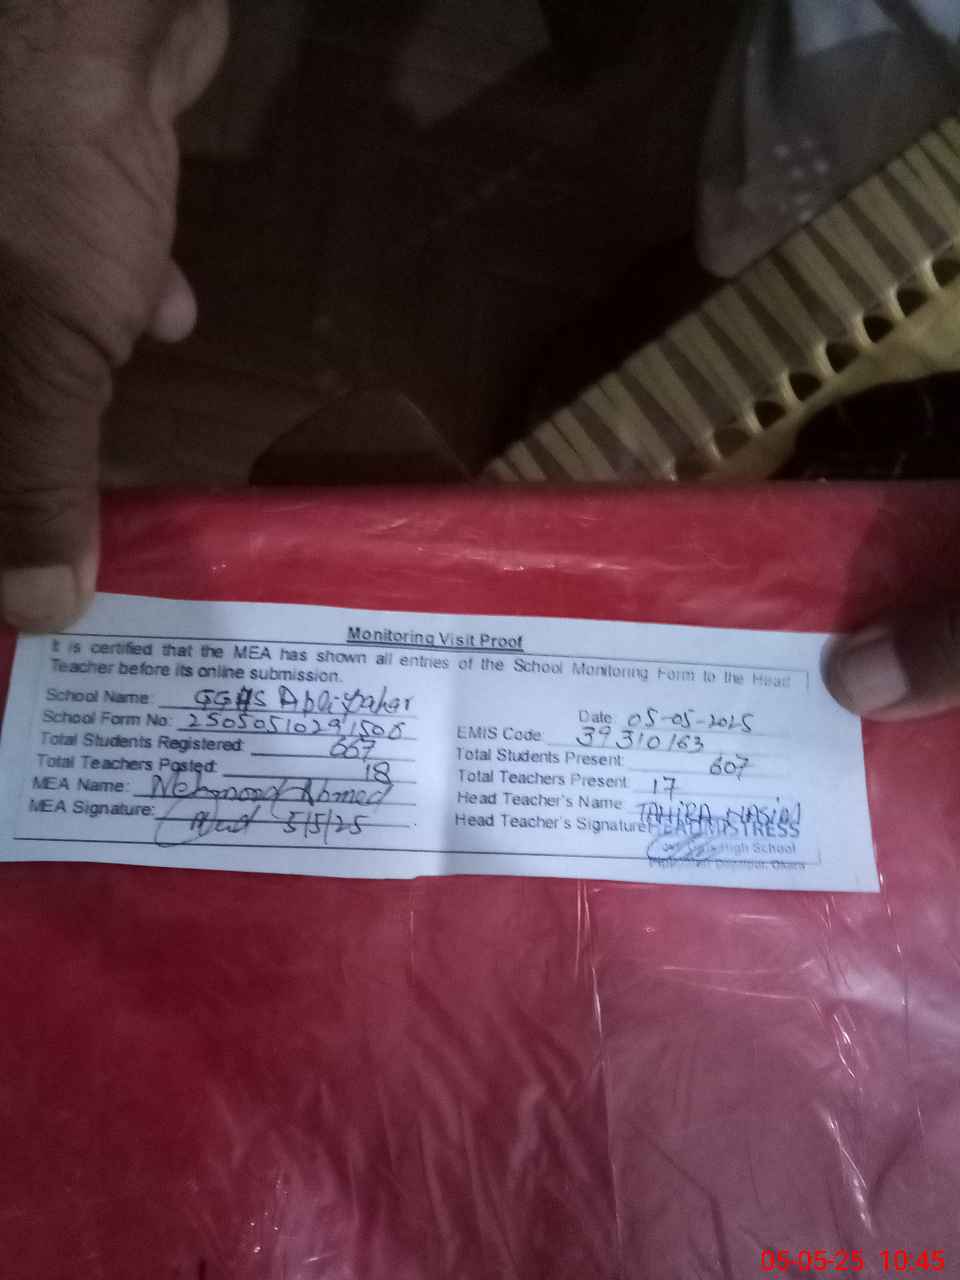 Monitoring Visit Proof
It is certified that the MEA has shown all entries of the School Monitoring Form to the Head
Teacher before its online submission.
School Name: GGHS
Date 05-05-2025
School Form No: 25050510291506
EMIS Code: 39310163
Total Students Registered: 667
Total Students Present: 607
Total Teachers Posted: 18
Total Teachers Present: 17
MEA Name: Ahmed
Head Teacher's Name TAHIRA
MEA Signature: 5/5/25
Head Teacher's Signature HEADMISTRESS
High School
Okara
05-05-25 10:45